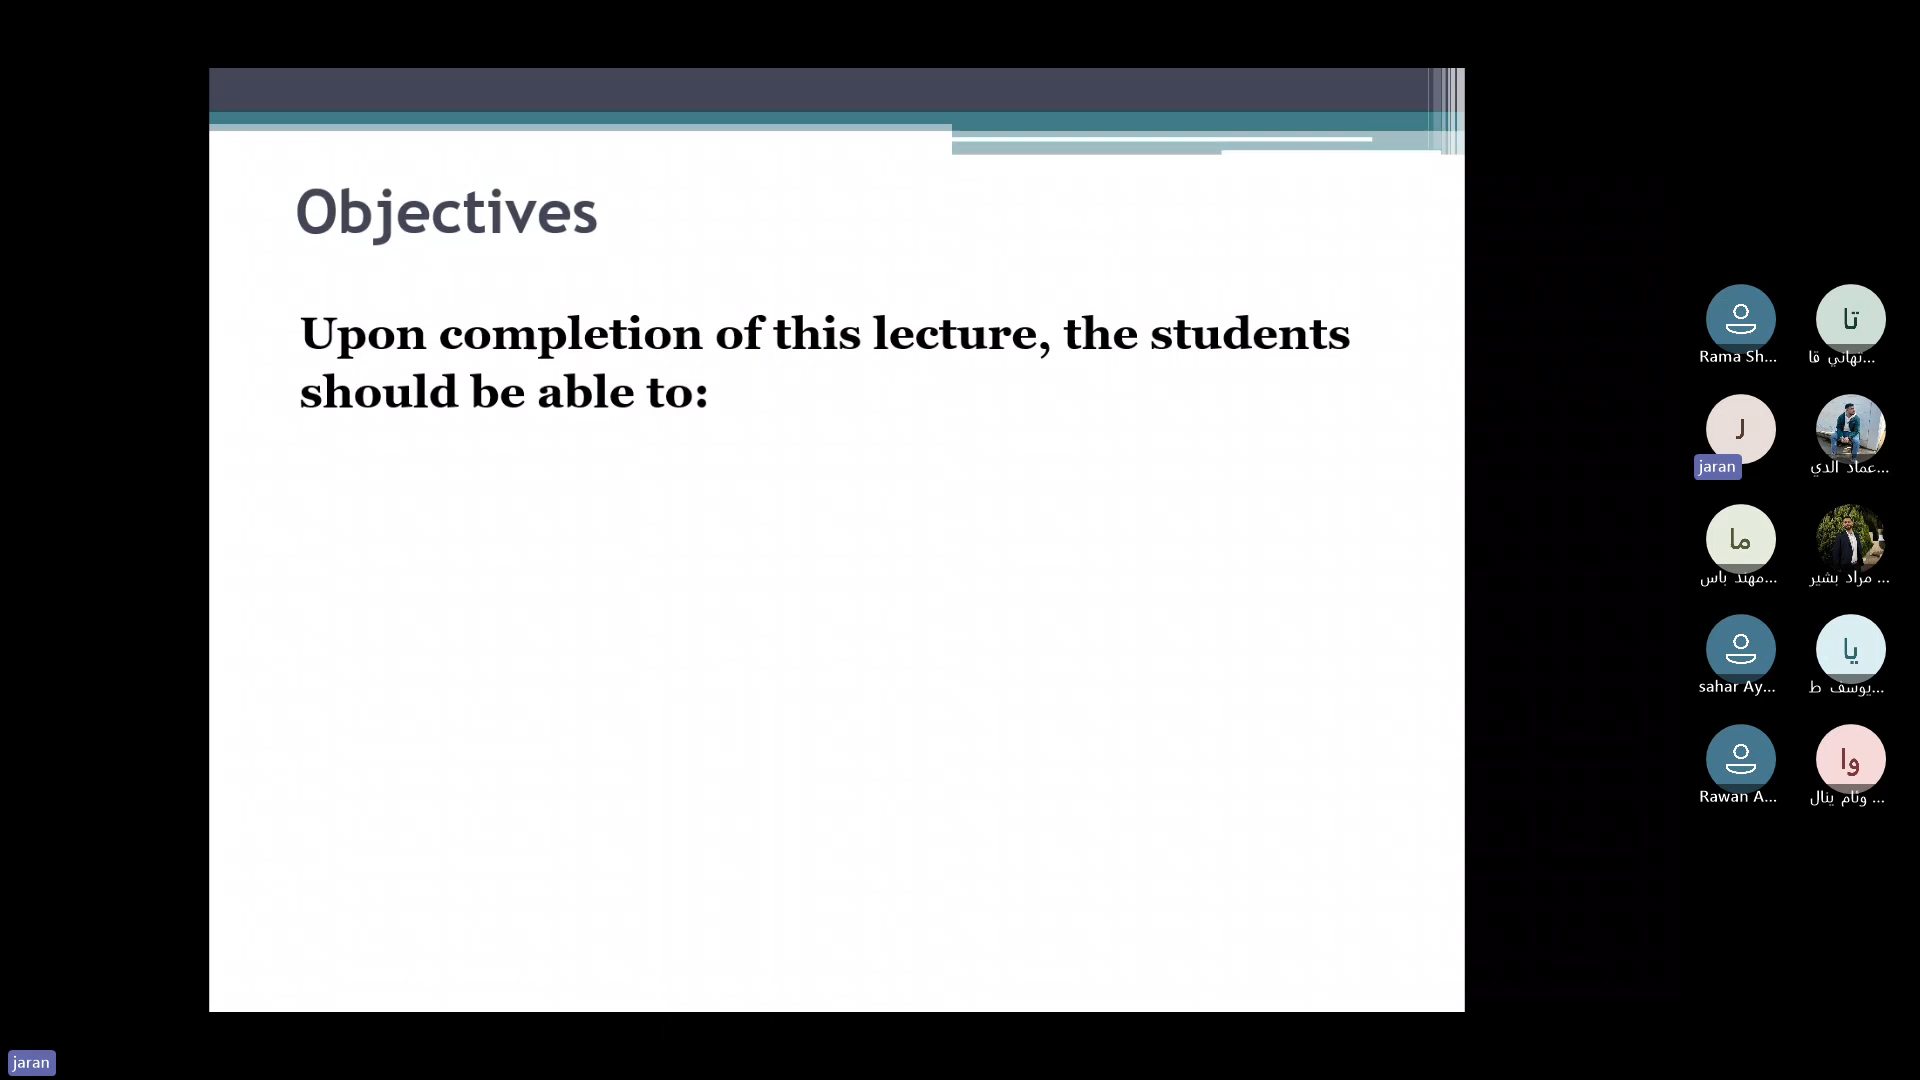 Objectives
Upon completion of this lecture, the students
should be able to:
تا
Rama Sh...
تهاني قا...
J
jaran
عماد الدي...
ما
مهند باس...
مراد بشير ...
يا
sahar Ay...
يوسف ط...
وا
Rawan A...
وئام ينال ...
jaran